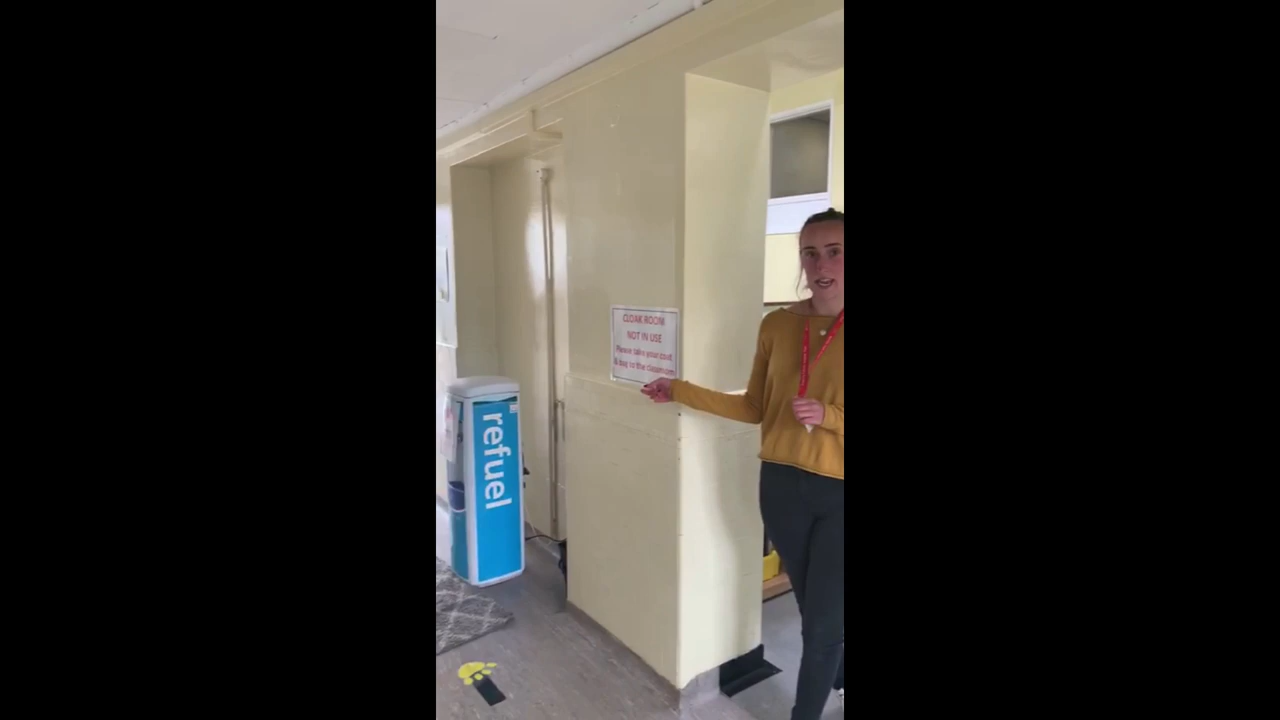 CLOAK ROOM
NOT IN USE
Please take your coat
& bag to the classroom
refuel